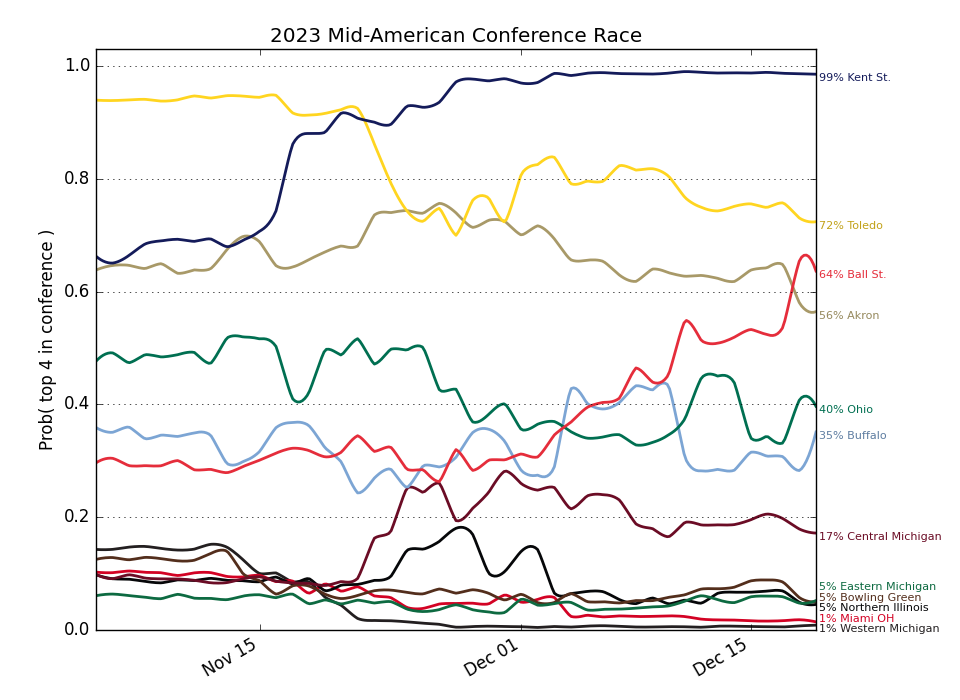 2023 Mid-American Conference Race
Prob( top 4 in conference )
1.0
0.8
0.6
0.4
0.2
0.0
Nov 15
Dec 01
Dec 15
99% Kent St.
72% Toledo
64% Ball St.
56% Akron
40% Ohio
35% Buffalo
17% Central Michigan
5% Eastern Michigan
5% Bowling Green
5% Northern Illinois
1% Miami OH
1% Western Michigan